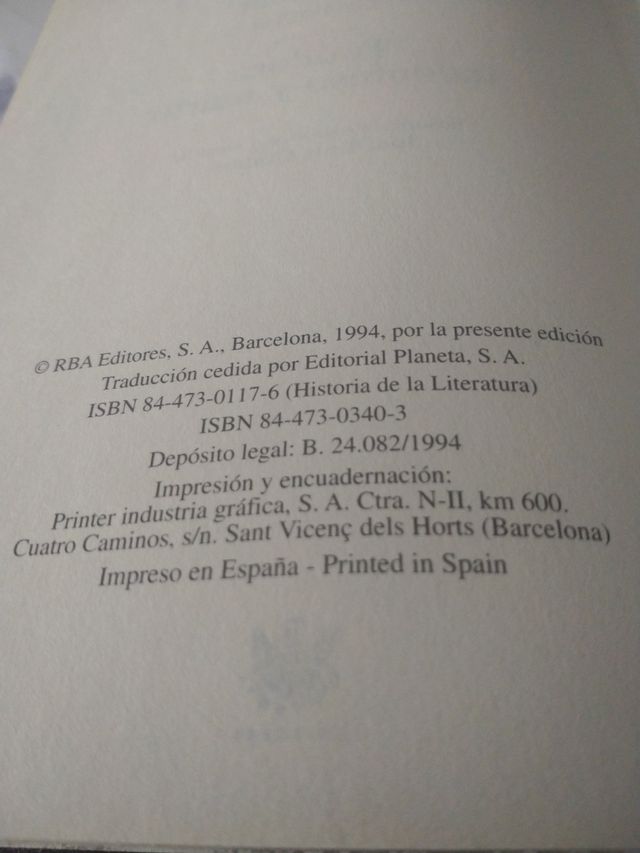 © RBA Editores, S. A., Barcelona, 1994, por la presente edición
Traducción cedida por Editorial Planeta, S. A.
ISBN 84-473-0117-6 (Historia de la Literatura)
ISBN 84-473-0340-3
Depósito legal: B. 24.082/1994
Impresión y encuadernación:
Printer industria gráfica, S. A. Ctra. N-II, km 600.
Cuatro Caminos, s/n. Sant Vicenç dels Horts (Barcelona)
Impreso en España - Printed in Spain